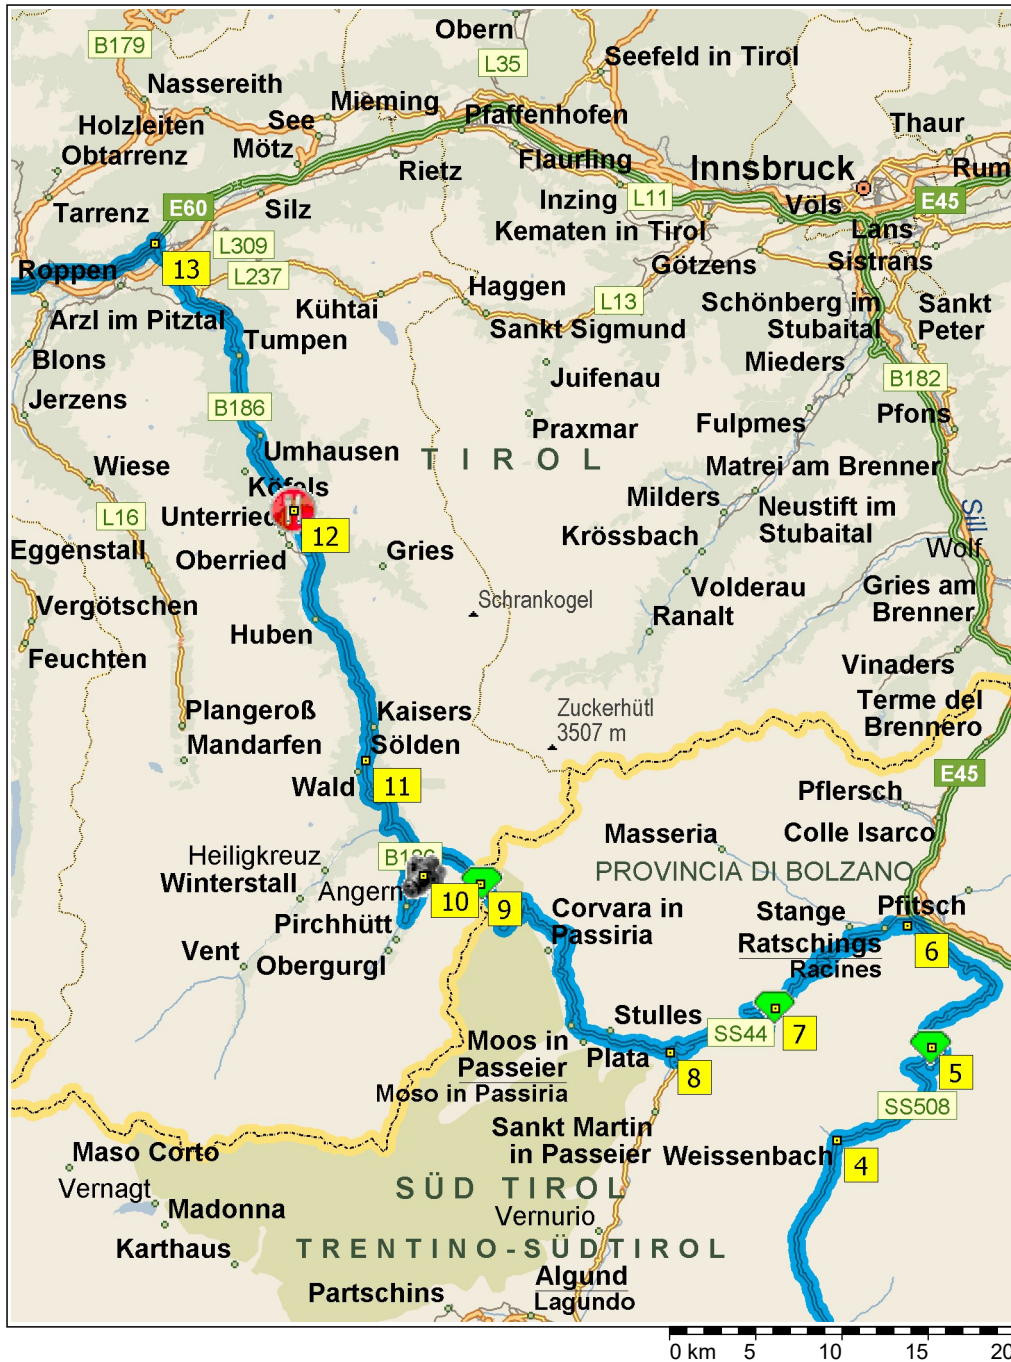 Obern
B179
L35
Seefeld in Tirol
Nassereith
Mieming
Holzleiten
See
Pfaffenhofen
Thaur
Obtarrenz
Mötz
Flaurling
Innsbruck
Rum
Rietz
Tarrenz
E60
Silz
Inzing
L11
Völs
E45
Kematen in Tirol
Lans
L309
Roppen
13
L237
Götzens
Sistrans
Haggen
Kühtai
L13
Schönberg im
Stubaital
Sankt
Peter
Arzl im Pitztal
Sankt Sigmund
Tumpen
Blons
Mieders
Juifenau
B182
Jerzens
B186
Fulpmes
Pfons
Praxmar
Umhausen
TIROL
Wiese
Matrei am Brenner
Köfels
Milders
Neustift im
Stubaital
Sill
L16
Unterried
12
Krössbach
Wolf
Eggenstall
Oberried
Gries
Volderau
Gries am
Brenner
Vergötschen
Schrankogel
Ranalt
Huben
Feuchten
Vinaders
Plangeroß
Kaisers
Zuckerhütl
3507 m
Terme del
Brennero
Mandarfen
Sölden
E45
Wald
11
Pflersch
Masseria
Colle Isarco
Heiligkreuz
B186
PROVINCIA DI BOLZANO
Winterstall
Angern
10
9
Corvara in
Passiria
Stange
Pfitsch
Pirchhütt
Ratschings
Racines
6
Vent
Obergurgl
Stulles
7
Moos in
Passeier
Moso in Passiria
Plata
SS44
8
5
SS508
Sankt Martin
in Passeier
Weissenbach
4
Maso Corto
Vernagt
SÜD TIROL
Madonna
Vernurio
Karthaus
TRENTINO-SÜDTIROL
Algund
Lagundo
Partschins
0 km 5 10 15 20